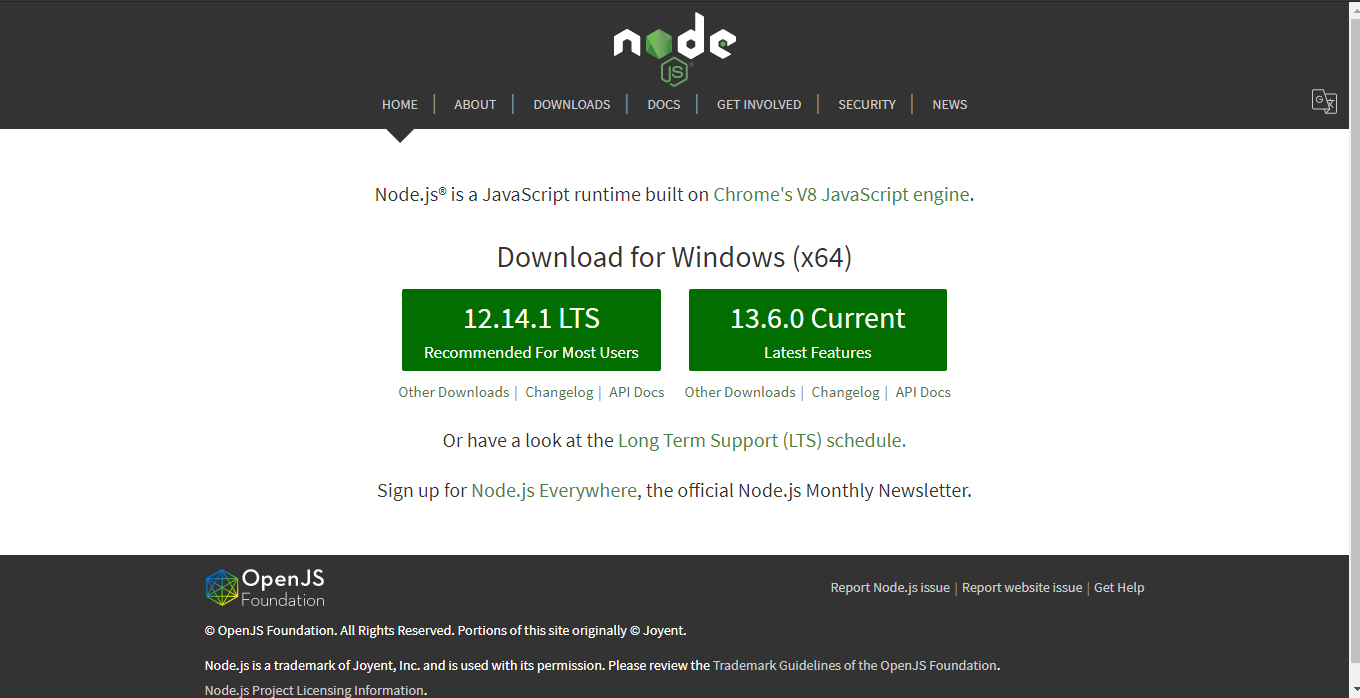 node
JS
HOME | ABOUT | DOWNLOADS | DOCS | GET INVOLVED | SECURITY | NEWS
Node.js® is a JavaScript runtime built on Chrome's V8 JavaScript engine.
Download for Windows (x64)
12.14.1 LTS
Recommended For Most Users
13.6.0 Current
Latest Features
Other Downloads | Changelog | API Docs
Other Downloads | Changelog | API Docs
Or have a look at the Long Term Support (LTS) schedule.
Sign up for Node.js Everywhere, the official Node.js Monthly Newsletter.
OpenJS
Foundation
Report Node.js issue | Report website issue | Get Help
© OpenJS Foundation. All Rights Reserved. Portions of this site originally © Joyent.
Node.js is a trademark of Joyent, Inc. and is used with its permission. Please review the Trademark Guidelines of the OpenJS Foundation.
Node.js Project Licensing Information.